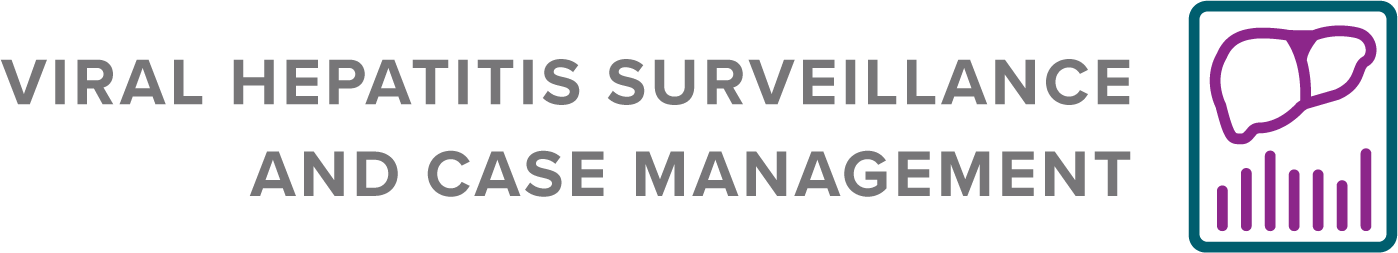 VIRAL HEPATITIS SURVEILLANCE
AND CASE MANAGEMENT